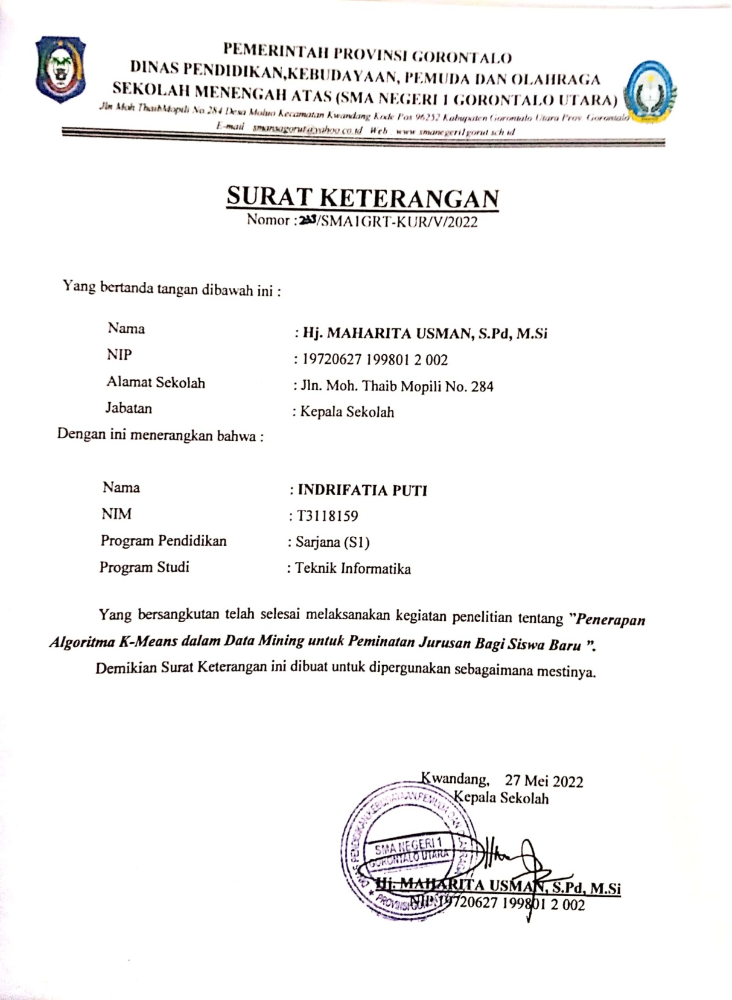 PEMERINTAH PROVINSI GORONTALO
DINAS PENDIDIKAN,KEBUDAYAAN, PEMUDA DAN OLAHRAGA
SEKOLAH MENENGAH ATAS (SMA NEGERI 1 GORONTALO UTARA)
Jln Moh ThaibMopili No 284 Desa Moluo Kecamatan Kwandang Kode Pos 96252 Kabupaten Gorontalo Utara Prov. Gorontalo
E-mail : smansagorut@yahoo.co.id Web : www.smanegeri1gorut.sch.id
SURAT KETERANGAN
Nomor : /SMA1GRT-KUR/V/2022
Yang bertanda tangan dibawah ini :
Nama : Hj. MAHARITA USMAN, S.Pd, M.Si
NIP : 19720627 199801 2 002
Alamat Sekolah : Jln. Moh. Thaib Mopili No. 284
Jabatan : Kepala Sekolah
Dengan ini menerangkan bahwa :
Nama : INDRIFATIA PUTI
NIM : T3118159
Program Pendidikan : Sarjana (S1)
Program Studi : Teknik Informatika
Yang bersangkutan telah selesai melaksanakan kegiatan penelitian tentang ”Penerapan
Algoritma K-Means dalam Data Mining untuk Peminatan Jurusan Bagi Siswa Baru ”.
Demikian Surat Keterangan ini dibuat untuk dipergunakan sebagaimana mestinya.
Kwandang, 27 Mei 2022
Kepala Sekolah
DINAS PENDIDIKAN KEBUDAYAAN PEMUDA DAN OLAHRAGA
SMA NEGERI 1
GORONTALO UTARA
PROVINSI
Hj. MAHARITA USMAN, S.Pd, M.Si
NIP. 19720627 199801 2 002